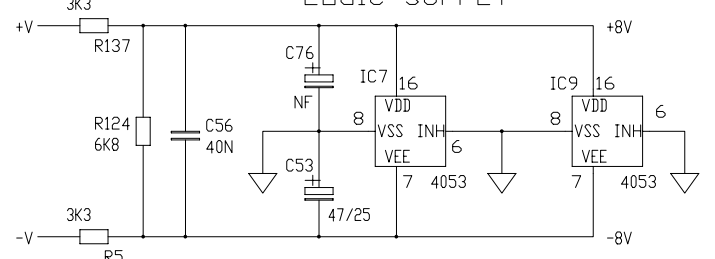 LOGIC SUPPLY
3K3
+V
R137
+8V
C76
IC7
16
IC9
16
NF
VDD
VDD
6
R124
6K8
C56
40N
8
VSS INH
8
VSS INH
6
C53
VEE
VEE
7
4053
7
4053
47/25
3K3
-V
-8V
R5